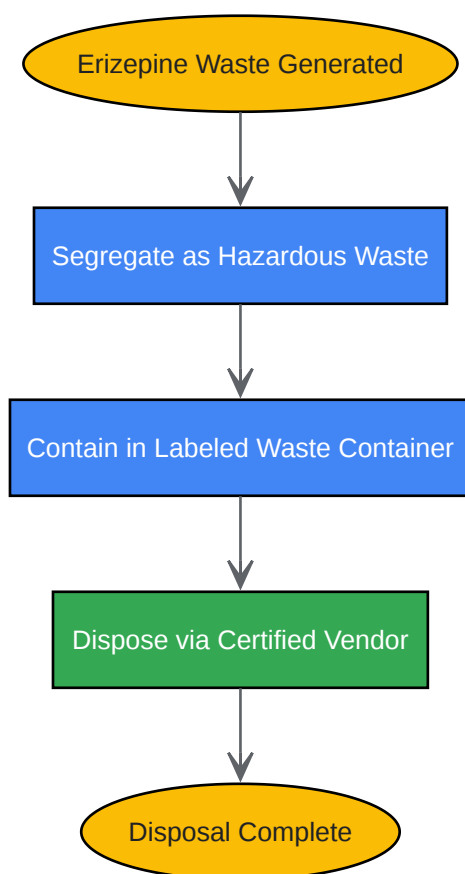 Erizepine Waste Generated
Segregate as Hazardous Waste
Contain in Labeled Waste Container
Dispose via Certified Vendor
Disposal Complete